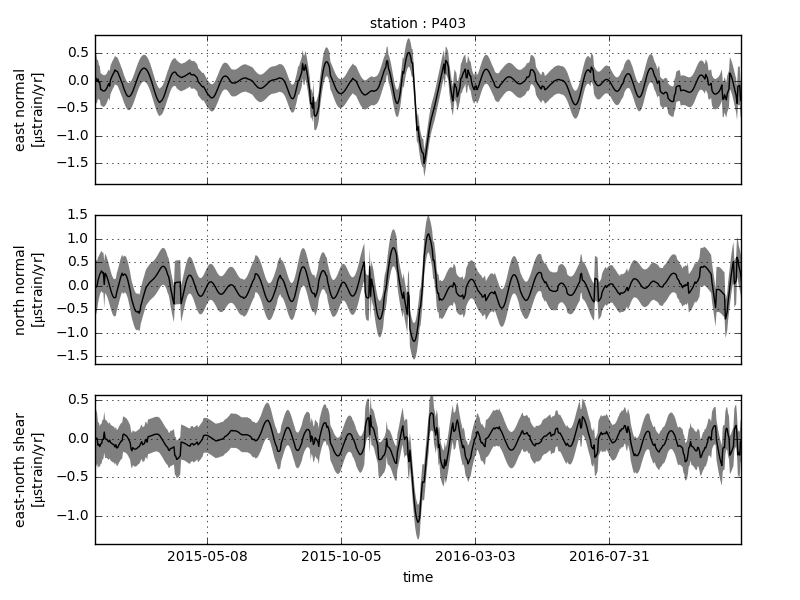 station : P403
0.5
0.0
−0.5
−1.0
−1.5
east normal
[μstrain/yr]
1.5
1.0
0.5
0.0
−0.5
−1.0
−1.5
north normal
[μstrain/yr]
0.5
0.0
−0.5
−1.0
east-north shear
[μstrain/yr]
2015-05-08 2015-10-05 2016-03-03 2016-07-31
time